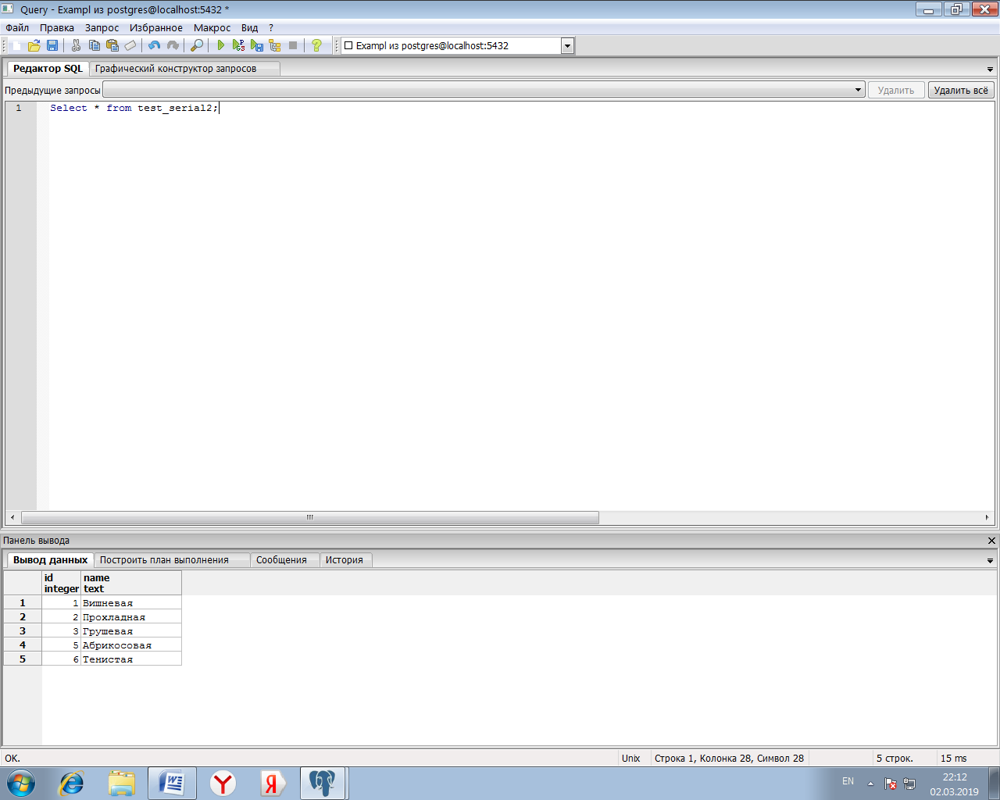 Query - Exampl из postgres@localhost:5432 *
Файл Правка Запрос Избранное Макрос Вид ?
Exampl из postgres@localhost:5432
Редактор SQL Графический конструктор запросов
Предыдущие запросы Удалить Удалить всё
1 Select * from test_serial2;
Панель вывода
Вывод данных Построить план выполнения Сообщения История
id name
integer text
1 1 Вишневая
2 2 Прохладная
3 3 Грушевая
4 5 Абрикосовая
5 6 Тенистая
OK. Unix Строка 1, Колонка 28, Символ 28 5 строк. 15 ms
EN 22:12
02.03.2019